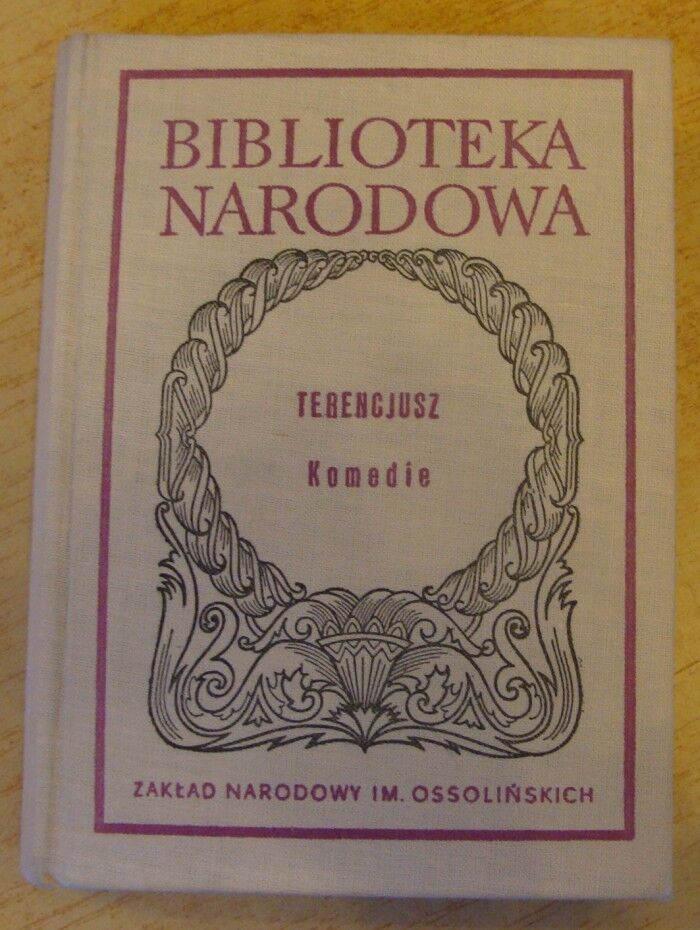 BIBLIOTEKA
NARODOWA
TERENCJUSZ
Komedie
ZAKŁAD NARODOWY IM. OSSOLIŃSKICH